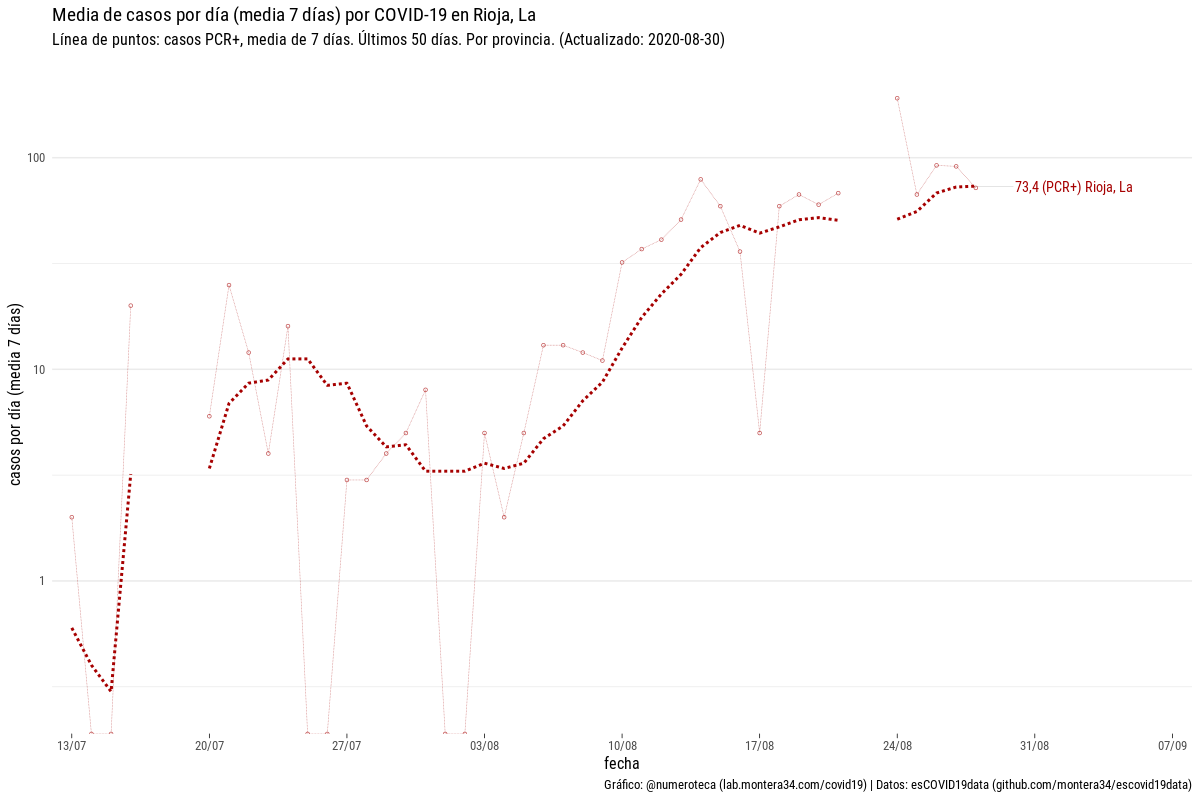 Media de casos por día (media 7 días) por COVID-19 en Rioja, La
Línea de puntos: casos PCR+, media de 7 días. Últimos 50 días. Por provincia. (Actualizado: 2020-08-30)
casos por día (media 7 días)
100
10
1
73,4 (PCR+) Rioja, La
13/07 20/07 27/07 03/08 10/08 17/08 24/08 31/08 07/09
fecha
Gráfico: @numeroteca (lab.montera34.com/covid19) | Datos: esCOVID19data (github.com/montera34/escovid19data)